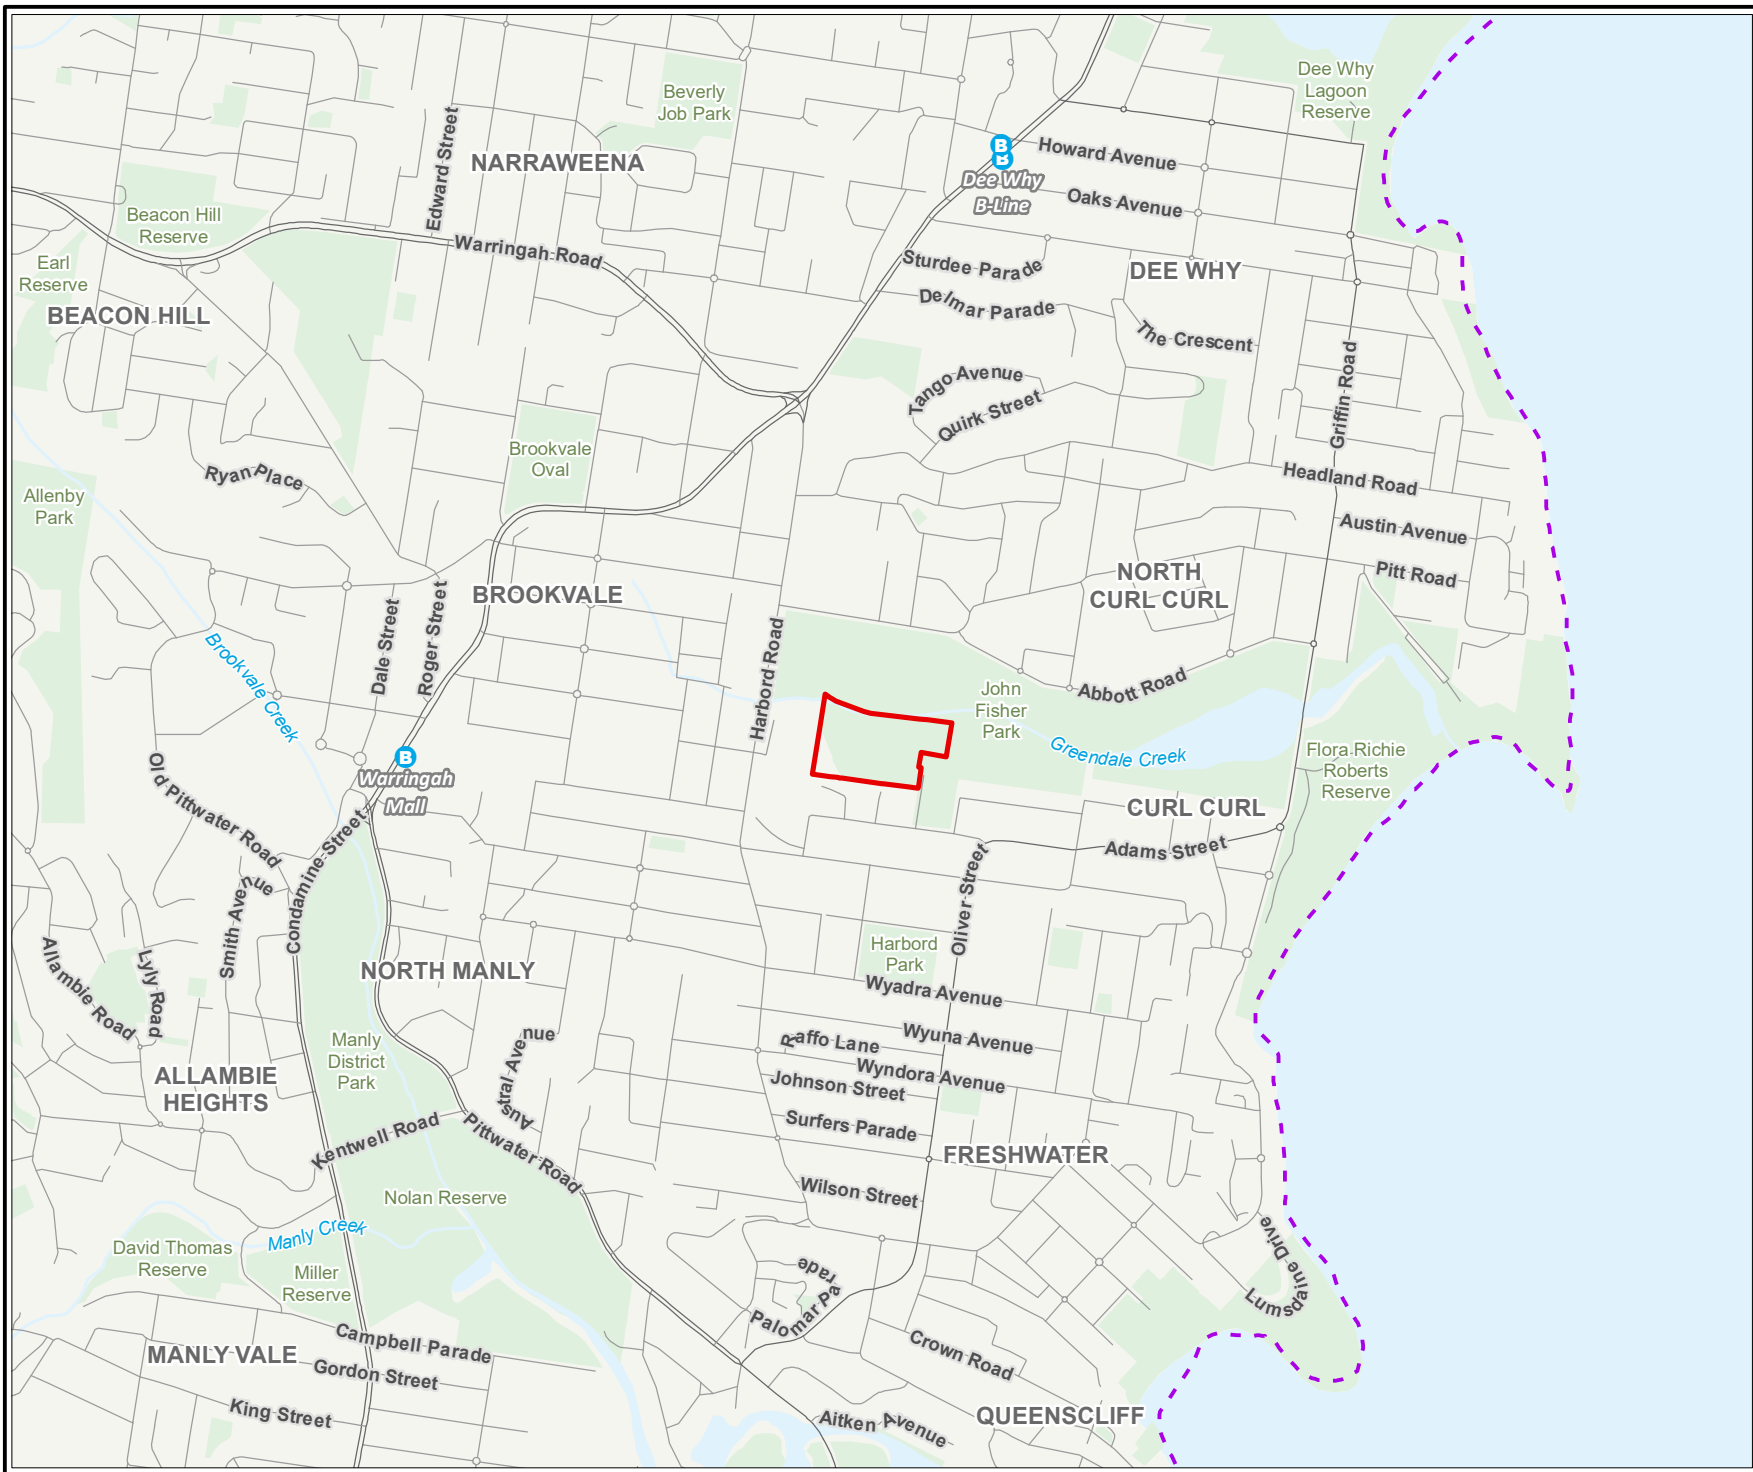 Dee Why
Lagoon
Reserve
Beverly
Job Park
Edward Street
NARRAWEENA
B
B
Dee Why
B-Line
Howard Avenue
Oaks Avenue
Beacon Hill
Reserve
Warringah Road
Earl
Reserve
BEACON HILL
Sturdee Parade
DEE WHY
Delmar Parade
The Crescent
Griffin Road
Tango Avenue
Quirk Street
Brookvale
Oval
Ryan Place
Headland Road
Allenby
Park
Austin Avenue
Pitt Road
NORTH
CURL CURL
BROOKVALE
Dale Street
Roger Street
Brookvale Creek
Harbord Road
Abbott Road
John
Fisher
Park
Greendale Creek
Flora Richie
Roberts
Reserve
B
Warringah
Mall
Old Pittwater Road
CURL CURL
Adams Street
Condamine Street
Smith Avenue
Oliver Street
Harbord
Park
Allambie Road
Lyly Road
NORTH MANLY
Wyadra Avenue
Wyuna Avenue
Raffo Lane
Wyndora Avenue
Johnson Street
Manly
District
Park
Austral Avenue
ALLAMBIE
HEIGHTS
Kentwell Road
Pittwater Road
Surfers Parade
FRESHWATER
Wilson Street
Nolan Reserve
Manly Creek
David Thomas
Reserve
Miller
Reserve
Lumsdaine Drive
Palomar Parade
Campbell Parade
MANLY VALE
Gordon Street
Crown Road
King Street
Aitken Avenue
QUEENSCLIFF